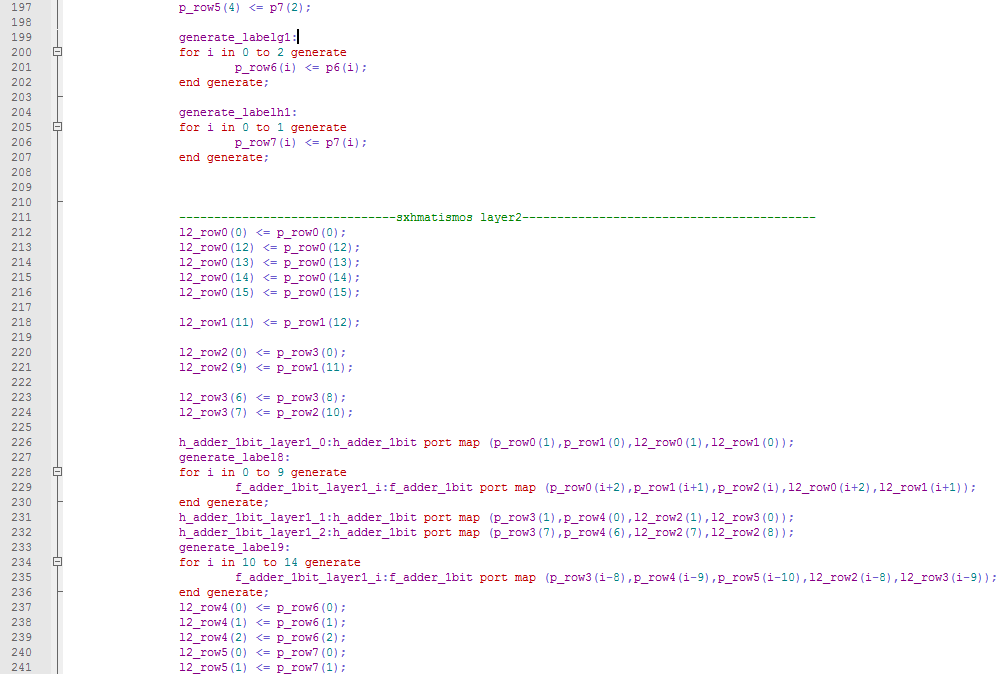 197 p_row5(4) <= p7(2);
198
199 generate_labelg1:
200 for i in 0 to 2 generate
201 p_row6(i) <= p6(i);
202 end generate;
203
204 generate_labelh1:
205 for i in 0 to 1 generate
206 p_row7(i) <= p7(i);
207 end generate;
208
209
210
211 -------------------------------sxhmatismos layer2------------------------------------------
212 l2_row0(0) <= p_row0(0);
213 l2_row0(12) <= p_row0(12);
214 l2_row0(13) <= p_row0(13);
215 l2_row0(14) <= p_row0(14);
216 l2_row0(15) <= p_row0(15);
217
218 l2_row1(11) <= p_row1(12);
219
220 l2_row2(0) <= p_row3(0);
221 l2_row2(9) <= p_row1(11);
222
223 l2_row3(6) <= p_row3(8);
224 l2_row3(7) <= p_row2(10);
225
226 h_adder_1bit_layer1_0:h_adder_1bit port map (p_row0(1),p_row1(0),l2_row0(1),l2_row1(0));
227 generate_label8:
228 for i in 0 to 9 generate
229 f_adder_1bit_layer1_i:f_adder_1bit port map (p_row0(i+2),p_row1(i+1),p_row2(i),l2_row0(i+2),l2_row1(i+1));
230 end generate;
231 h_adder_1bit_layer1_1:h_adder_1bit port map (p_row3(1),p_row4(0),l2_row2(1),l2_row3(0));
232 h_adder_1bit_layer1_2:h_adder_1bit port map (p_row3(7),p_row4(6),l2_row2(7),l2_row2(8));
233 generate_label9:
234 for i in 10 to 14 generate
235 f_adder_1bit_layer1_i:f_adder_1bit port map (p_row3(i-8),p_row4(i-9),p_row5(i-10),l2_row2(i-8),l2_row3(i-9));
236 end generate;
237 l2_row4(0) <= p_row6(0);
238 l2_row4(1) <= p_row6(1);
239 l2_row4(2) <= p_row6(2);
240 l2_row5(0) <= p_row7(0);
241 l2_row5(1) <= p_row7(1);